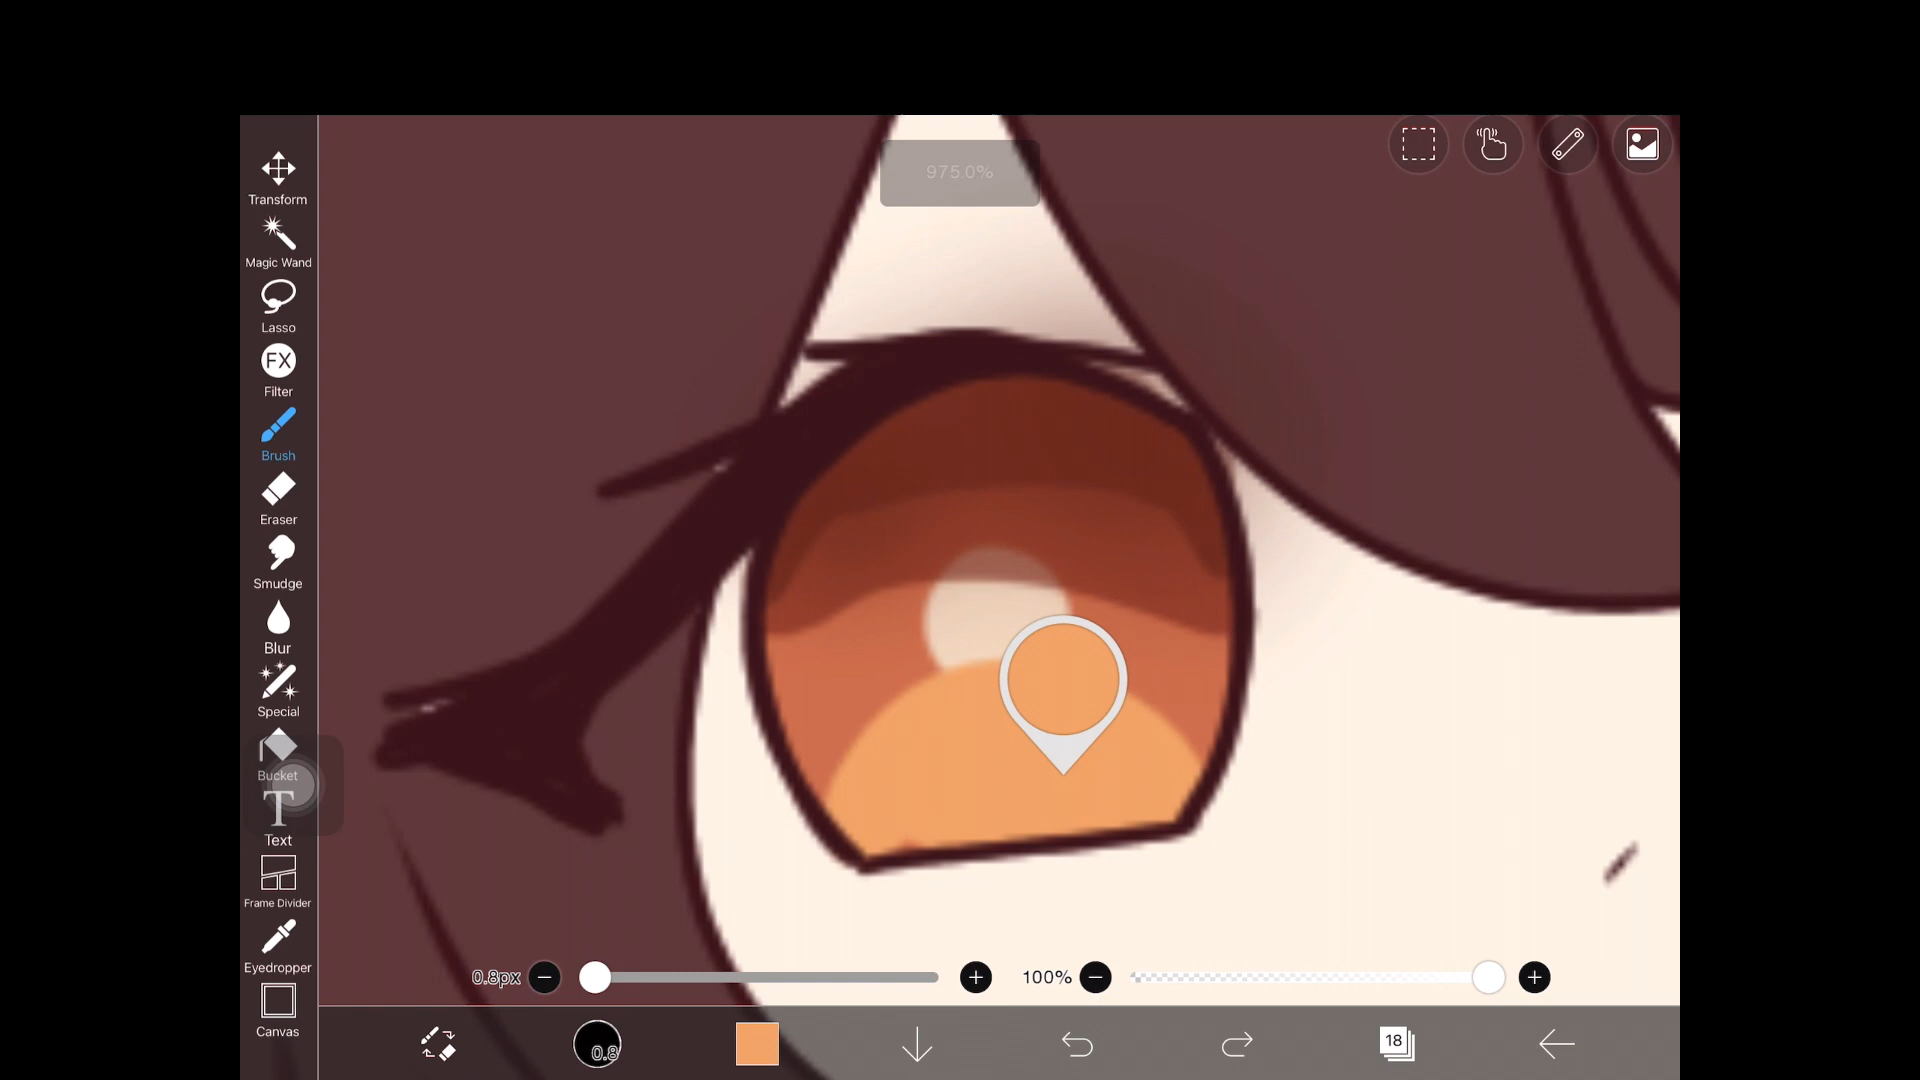 975.0%
Transform
Magic Wand
Lasso
FX
Filter
Brush
Eraser
Smudge
Blur
Special
Bucket
T
Text
Frame Divider
Eyedropper
Canvas
0.8px
100%
0.8
18